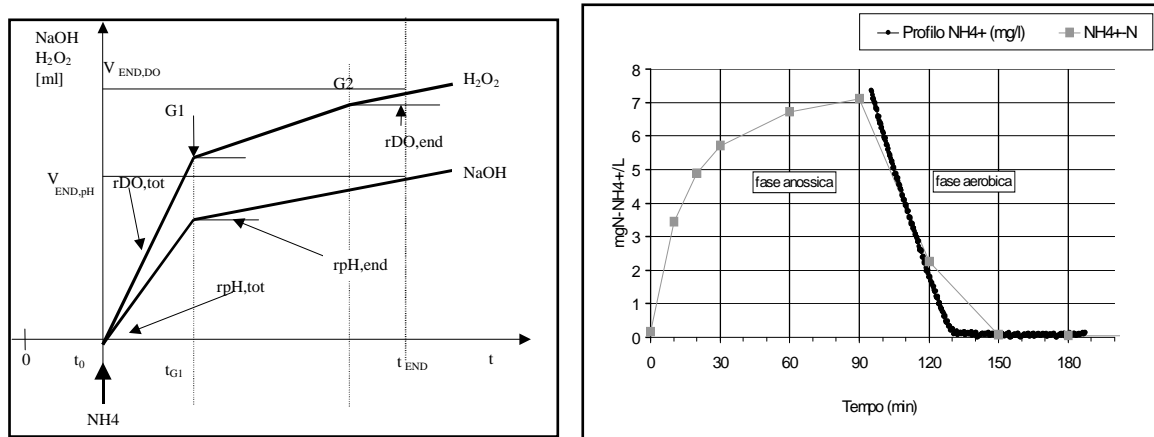 NaOH
H2O2
[ml]
VEND,DO
G2
H2O2
G1
rDO,end
VEND,pH
rDO,tot
NaOH
rpH,end
rpH,tot
0
t0
tG1
tEND
t
NH4
Profilo NH4+ (mg/l)
NH4+-N
8
7
6
5
4
3
2
1
0
mgN-NH4+/L
fase anossica
fase aerobica
0 30 60 90 120 150 180
Tempo (min)